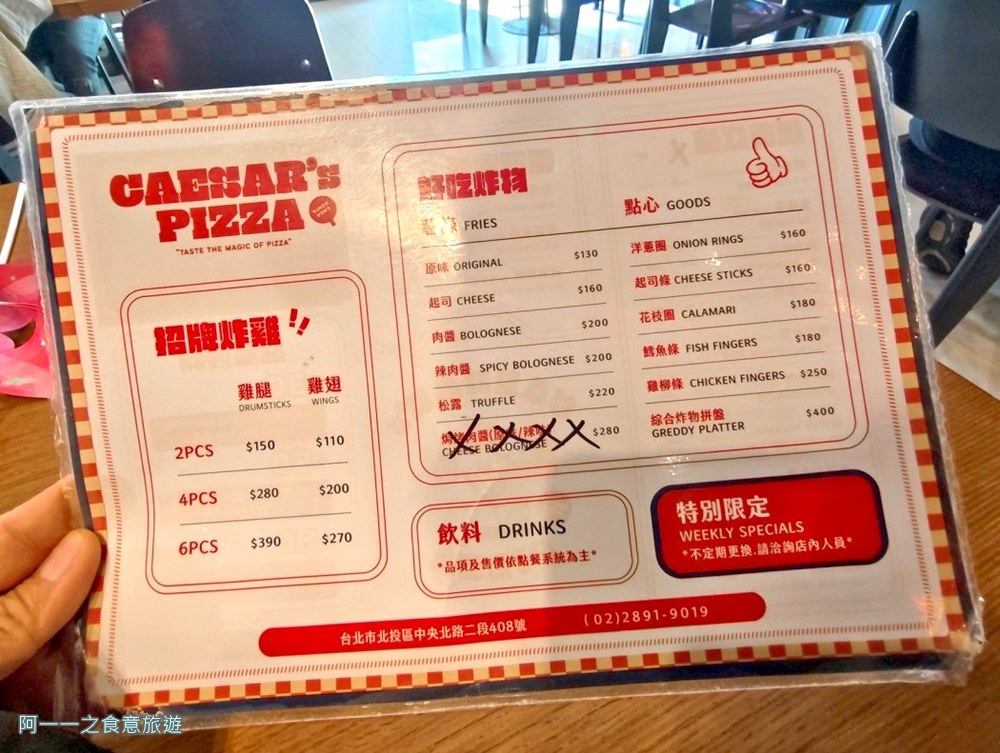 CAESAR's
PIZZA
"TASTE THE MAGIC OF PIZZA"
招牌炸雞!!
雞腿 雞翅
DRUMSTICKS WINGS
2PCS $150 $110
4PCS $280 $200
6PCS $390 $270
好吃炸物
薯條 FRIES
原味 ORIGINAL $130
起司 CHEESE $160
肉醬 BOLOGNESE $200
辣肉醬 SPICY BOLOGNESE $200
松露 TRUFFLE $220
肉醬(原味/辣味 $280
CHEESE BOLOGNESE
點心 GOODS
洋蔥圈 ONION RINGS $160
起司條 CHEESE STICKS $160
花枝圈 CALAMARI $180
鱈魚條 FISH FINGERS $180
雞柳條 CHICKEN FINGERS $250
綜合炸物拼盤 $400
GREDDY PLATTER
飲料 DRINKS
*品項及售價依點餐系統為主*
特別限定
WEEKLY SPECIALS
*不定期更換.請洽詢店內人員*
台北市北投區中央北路二段408號 (02)2891-9019
阿一一之食意旅遊